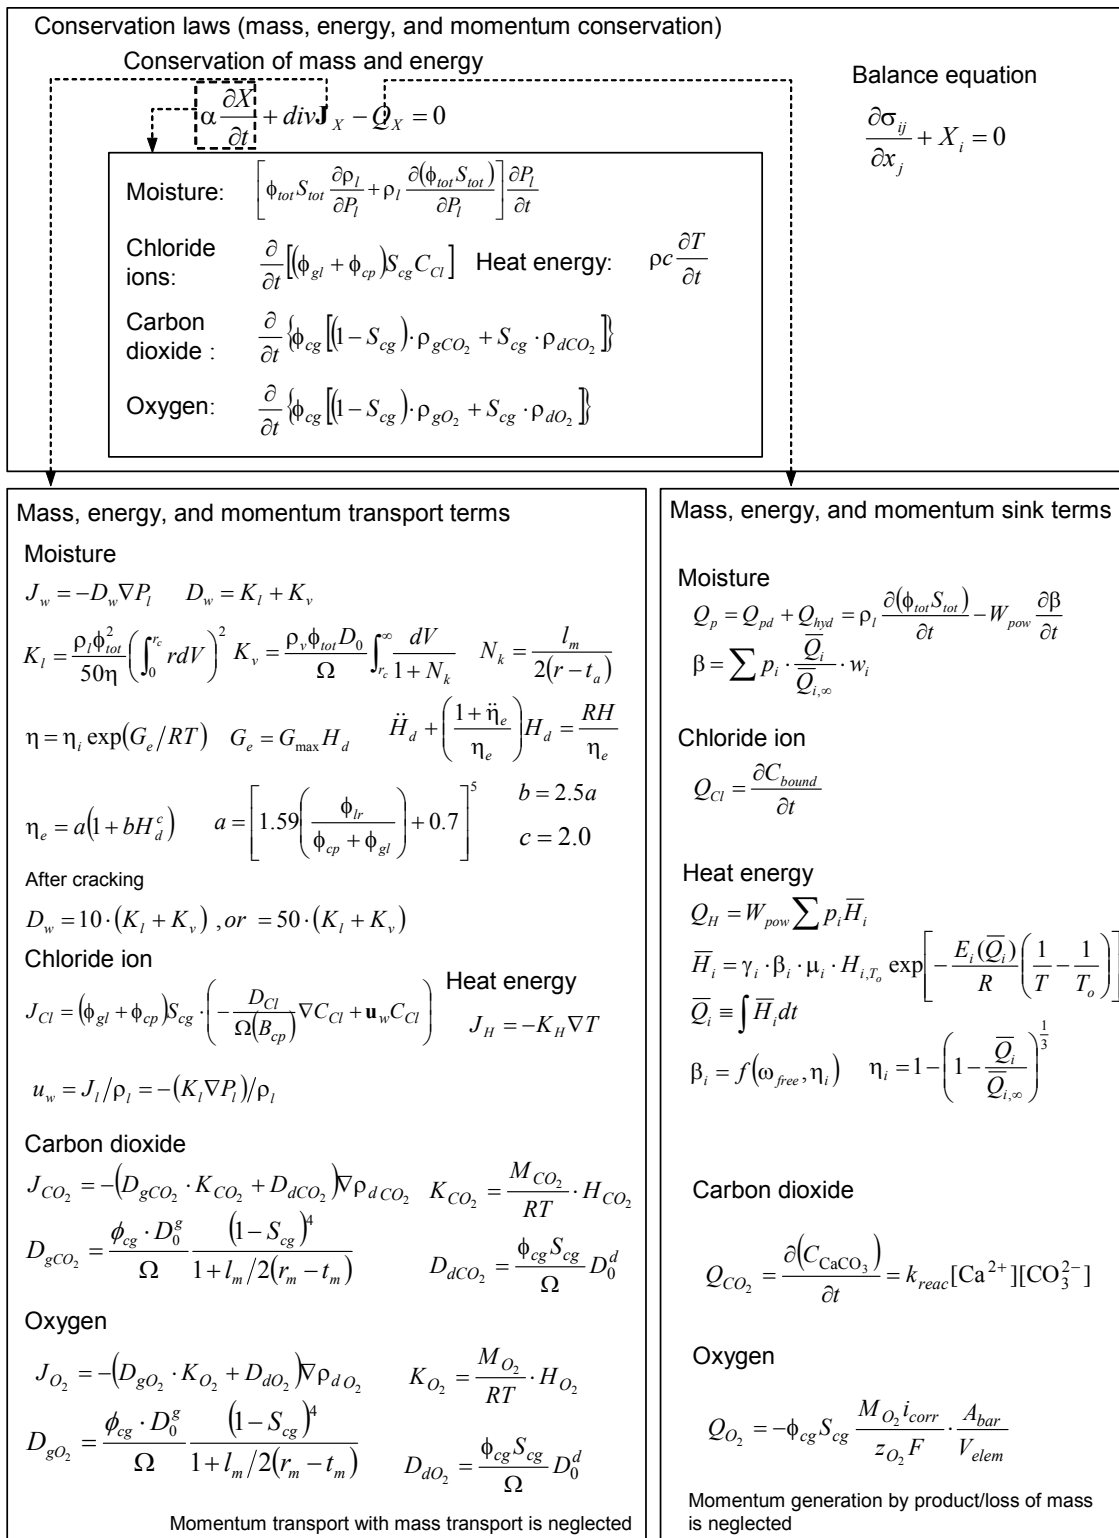 Conservation laws (mass, energy, and momentum conservation)
Conservation of mass and energy
α ∂X/∂t + div𝐉_X − Q_X = 0
Balance equation
∂σ_ij/∂x_j + X_i = 0
Moisture: [ϕ_tot S_tot ∂ρ_l/∂P_l + ρ_l ∂(ϕ_tot S_tot)/∂P_l] ∂P_l/∂t
Chloride ions: ∂/∂t [(ϕ_gl + ϕ_cp)S_cg C_Cl] Heat energy: ρc ∂T/∂t
Carbon dioxide : ∂/∂t {ϕ_cg [(1 − S_cg)·ρ_gCO₂ + S_cg·ρ_dCO₂]}
Oxygen: ∂/∂t {ϕ_cg [(1 − S_cg)·ρ_gO₂ + S_cg·ρ_dO₂]}
Mass, energy, and momentum transport terms
Moisture
J_w = −D_w∇P_l D_w = K_l + K_v
K_l = ρ_l ϕ_tot²/50η (∫_0^{r_c} rdV)² K_v = ρ_v ϕ_tot D_0/Ω ∫_{r_c}^∞ dV/(1 + N_k) N_k = l_m/2(r − t_a)
η = η_i exp(G_e/RT) G_e = G_max H_d Ḧ_d + ((1 + η̈_e)/η_e) H_d = RH/η_e
η_e = a(1 + bH_d^c) a = [1.59(ϕ_lr/(ϕ_cp + ϕ_gl)) + 0.7]^5 b = 2.5a
c = 2.0
After cracking
D_w = 10·(K_l + K_v) ,or = 50·(K_l + K_v)
Chloride ion
J_Cl = (ϕ_gl + ϕ_cp)S_cg·(−D_Cl/Ω(B_cp) ∇C_Cl + 𝐮_w C_Cl)
Heat energy
J_H = −K_H∇T
u_w = J_l/ρ_l = −(K_l∇P_l)/ρ_l
Carbon dioxide
J_CO₂ = −(D_gCO₂·K_CO₂ + D_dCO₂)∇ρ_dCO₂ K_CO₂ = M_CO₂/RT·H_CO₂
D_gCO₂ = ϕ_cg·D_0^g/Ω (1 − S_cg)^4/(1 + l_m/2(r_m − t_m)) D_dCO₂ = ϕ_cg S_cg/Ω D_0^d
Oxygen
J_O₂ = −(D_gO₂·K_O₂ + D_dO₂)∇ρ_dO₂ K_O₂ = M_O₂/RT·H_O₂
D_gO₂ = ϕ_cg·D_0^g/Ω (1 − S_cg)^4/(1 + l_m/2(r_m − t_m)) D_dO₂ = ϕ_cg S_cg/Ω D_0^d
Momentum transport with mass transport is neglected
Mass, energy, and momentum sink terms
Moisture
Q_p = Q_pd + Q_hyd = ρ_l ∂(ϕ_tot S_tot)/∂t − W_pow ∂β/∂t
β = ∑ p_i·Q̅_i/Q̅_{i,∞}·w_i
Chloride ion
Q_Cl = ∂C_bound/∂t
Heat energy
Q_H = W_pow ∑ p_i H̅_i
H̅_i = γ_i·β_i·μ_i·H_{i,T_o} exp[−E_i(Q̅_i)/R (1/T − 1/T_o)]
Q̅_i ≡ ∫H̅_i dt
β_i = f(ω_free, η_i) η_i = 1 − (1 − Q̅_i/Q̅_{i,∞})^{1/3}
Carbon dioxide
Q_CO₂ = ∂(C_CaCO₃)/∂t = k_reac[Ca²⁺][CO₃²⁻]
Oxygen
Q_O₂ = −ϕ_cg S_cg M_O₂ i_corr/z_O₂ F·A_bar/V_elem
Momentum generation by product/loss of mass
is neglected